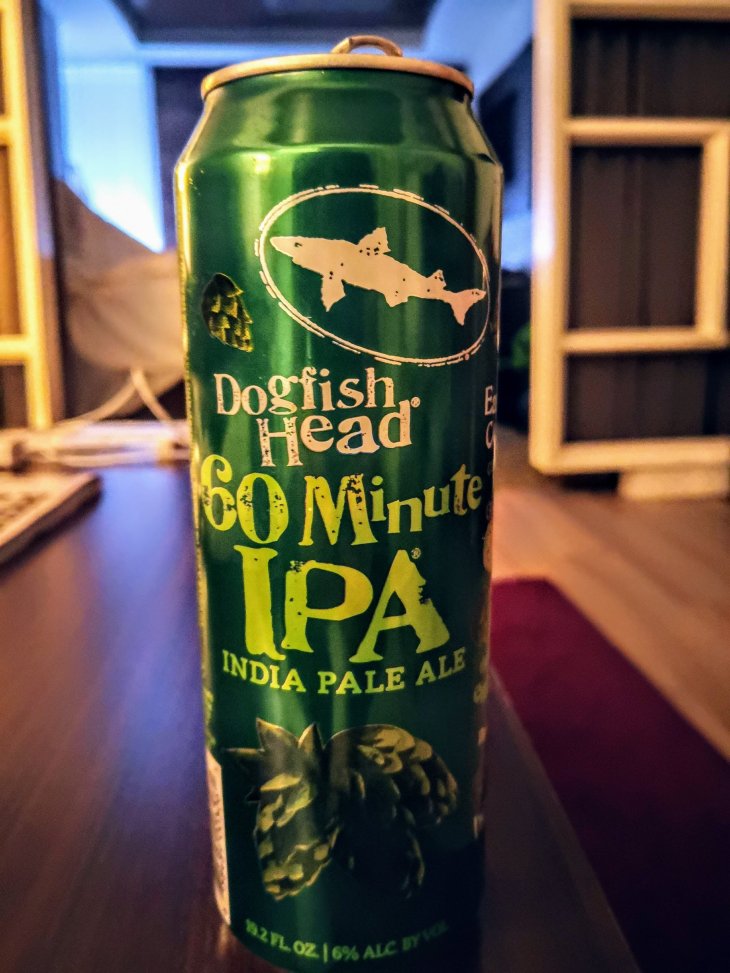 Dogfish
Head®
60 Minute
IPA®
INDIA PALE ALE
19.2 FL. OZ. | 6% ALC. BY VOL.